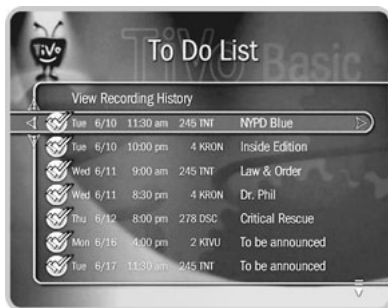 TiVo
To Do List
TiVo Basic
View Recording History
Tue 6/10 11:30 am 245 TNT NYPD Blue
Tue 6/10 10:00 pm 4 KRON Inside Edition
Wed 6/11 9:00 am 245 TNT Law & Order
Wed 6/11 8:30 pm 4 KRON Dr. Phil
Thu 6/12 8:00 pm 278 DSC Critical Rescue
Mon 6/16 4:00 pm 2 KTVU To be announced
Tue 6/17 11:30 am 245 TNT To be announced